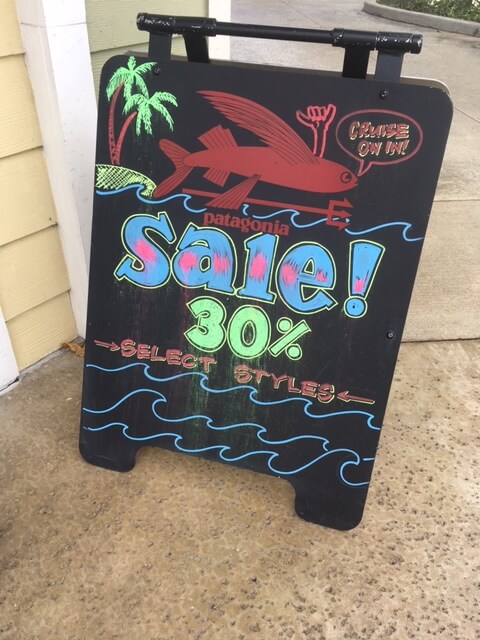 CRUISE
ON IN!
patagonia
Sale!
30%
→SELECT STYLES←